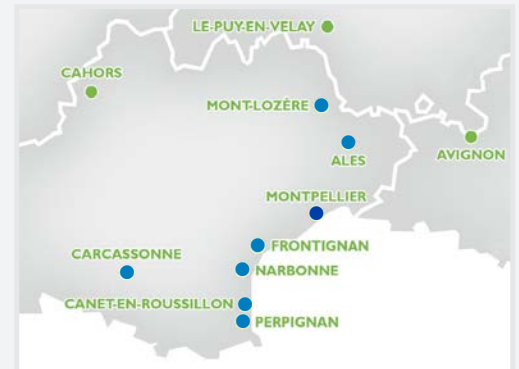 LE-PUY-EN-VELAY
CAHORS
MONT-LOZÈRE
ALES
AVIGNON
MONTPELLIER
FRONTIGNAN
CARCASSONNE
NARBONNE
CANET-EN-ROUSSILLON
PERPIGNAN